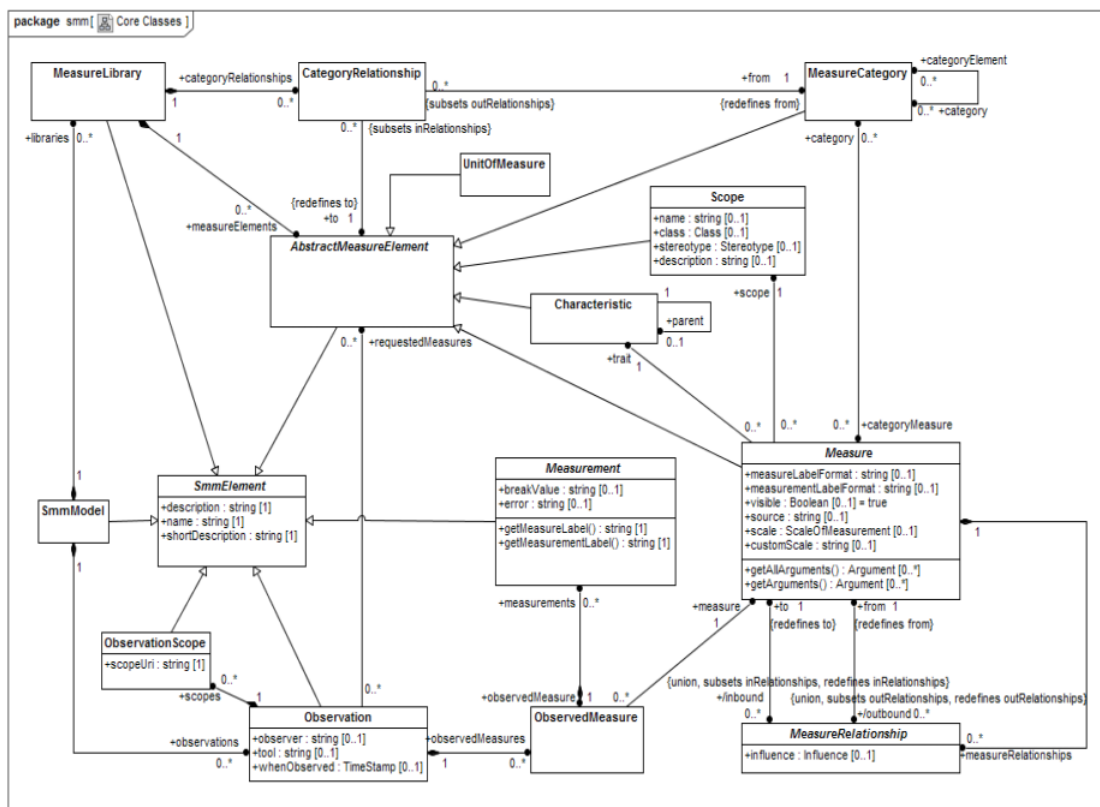 package smm[ Core Classes ]
MeasureLibrary
+categoryRelationships
1
0..*
CategoryRelationship
0..*
{subsets outRelationships}
+from 1
{redefines from}
MeasureCategory
+categoryElement
0..*
0..* +category
+libraries 0..*
1
0..*
{subsets inRelationships}
+category 0..*
UnitOfMeasure
0..*
+measureElements
{redefines to}
+to 1
AbstractMeasureElement
Scope
+name : string [0..1]
+class : Class [0..1]
+stereotype : Stereotype [0..1]
+description : string [0..1]
+scope 1
Characteristic
1
+parent
0..1
+trait 1
0..* +requestedMeasures
0..* 0..*
0..* +categoryMeasure
Measure
+measureLabelFormat : string [0..1]
+measurementLabelFormat : string [0..1]
+visible : Boolean [0..1] = true
+source : string [0..1]
+scale : ScaleOfMeasurement [0..1]
+customScale : string [0..1]
+getAllArguments() : Argument [0..*]
+getArguments() : Argument [0..*]
1
Measurement
+breakValue : string [0..1]
+error : string [0..1]
+getMeasureLabel() : string [1]
+getMeasurementLabel() : string [1]
SmmElement
+description : string [1]
+name : string [1]
+shortDescription : string [1]
1
SmmModel
1
+measurements 0..*
+measure
1
+to 1
{redefines to}
+from 1
{redefines from}
ObservationScope
+scopeUri : string [1]
0..*
+scopes
1
0..*
+observedMeasure 1
0..*
{union, subsets inRelationships, redefines inRelationships}
+/inbound
0..*
{union, subsets outRelationships, redefines outRelationships}
+/outbound 0..*
+observations
0..*
Observation
+observer : string [0..1]
+tool : string [0..1]
+whenObserved : TimeStamp [0..1]
+observedMeasures
1
0..*
ObservedMeasure
MeasureRelationship
+influence : Influence [0..1]
0..*
+measureRelationships